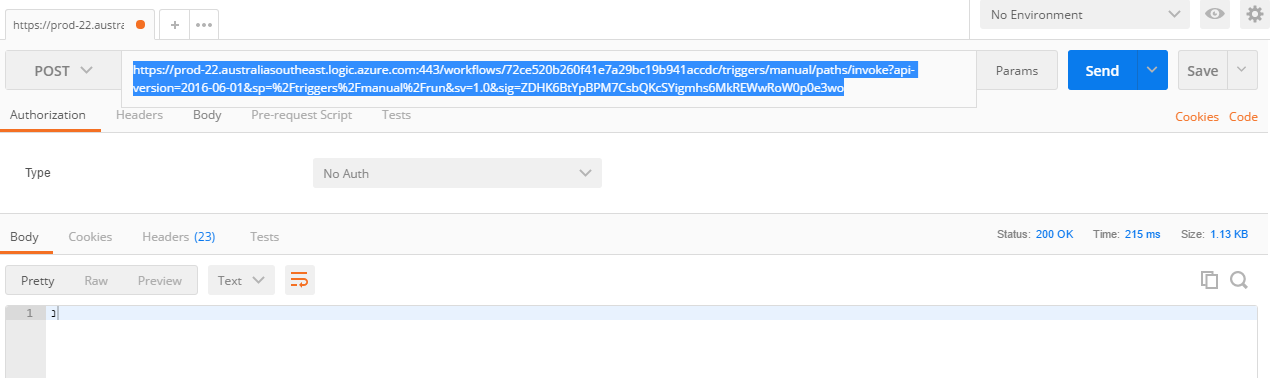 https://prod-22.austra
+
No Environment
POST
https://prod-22.australiasoutheast.logic.azure.com:443/workflows/72ce520b260f41e7a29bc19b941accdc/triggers/manual/paths/invoke?api-
version=2016-06-01&sp=%2Ftriggers%2Fmanual%2Frun&sv=1.0&sig=ZDHK6BtYpBPM7CsbQKcSYigmhs6MkREWwRoW0p0e3wo
Params
Send
Save
Authorization
Headers
Body
Pre-request Script
Tests
Cookies
Code
Type
No Auth
Body
Cookies
Headers (23)
Tests
Status: 200 OK
Time: 215 ms
Size: 1.13 KB
Pretty
Raw
Preview
Text
1